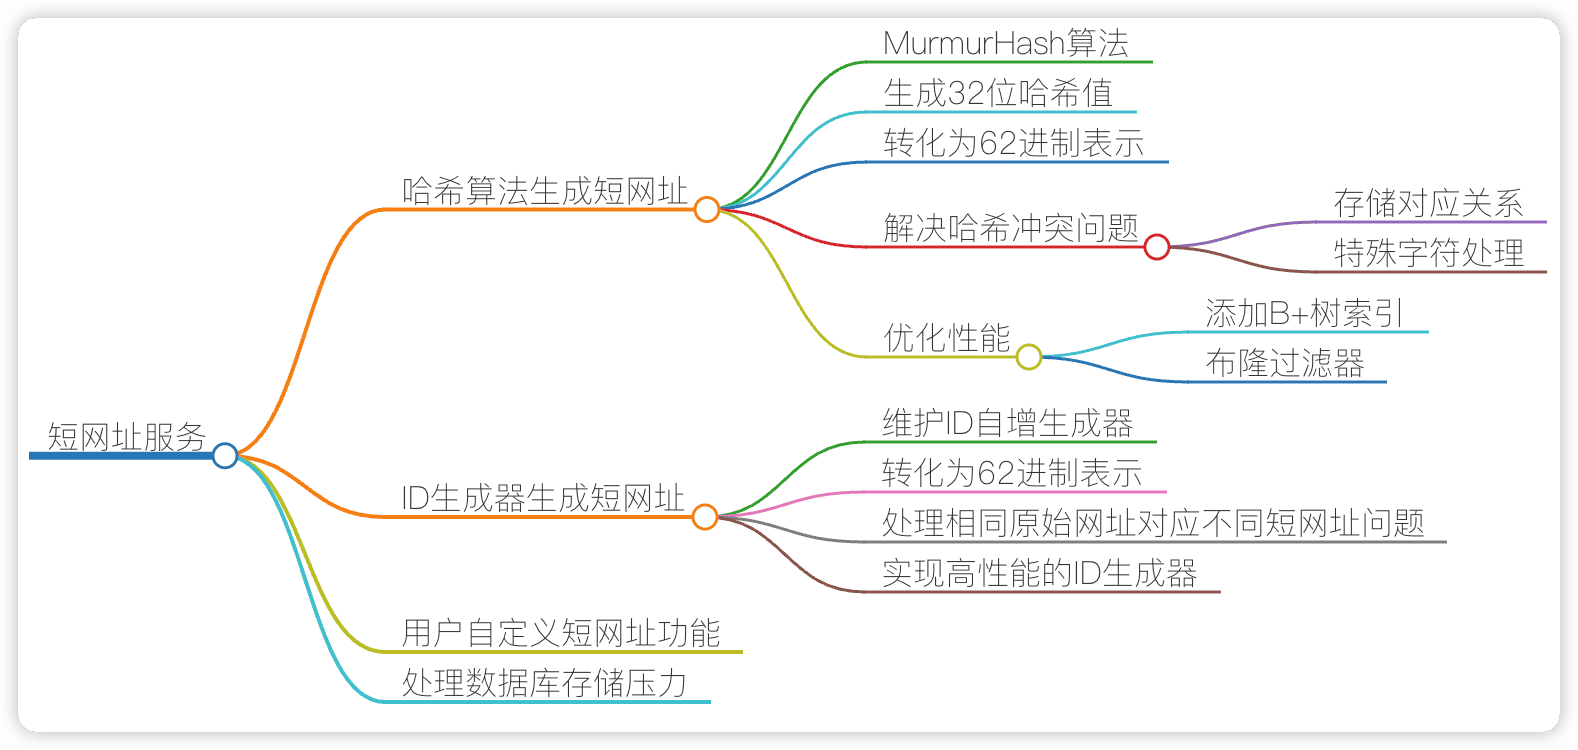 短网址服务
哈希算法生成短网址
MurmurHash算法
生成32位哈希值
转化为62进制表示
解决哈希冲突问题
存储对应关系
特殊字符处理
优化性能
添加B+树索引
布隆过滤器
ID生成器生成短网址
维护ID自增生成器
转化为62进制表示
处理相同原始网址对应不同短网址问题
实现高性能的ID生成器
用户自定义短网址功能
处理数据库存储压力